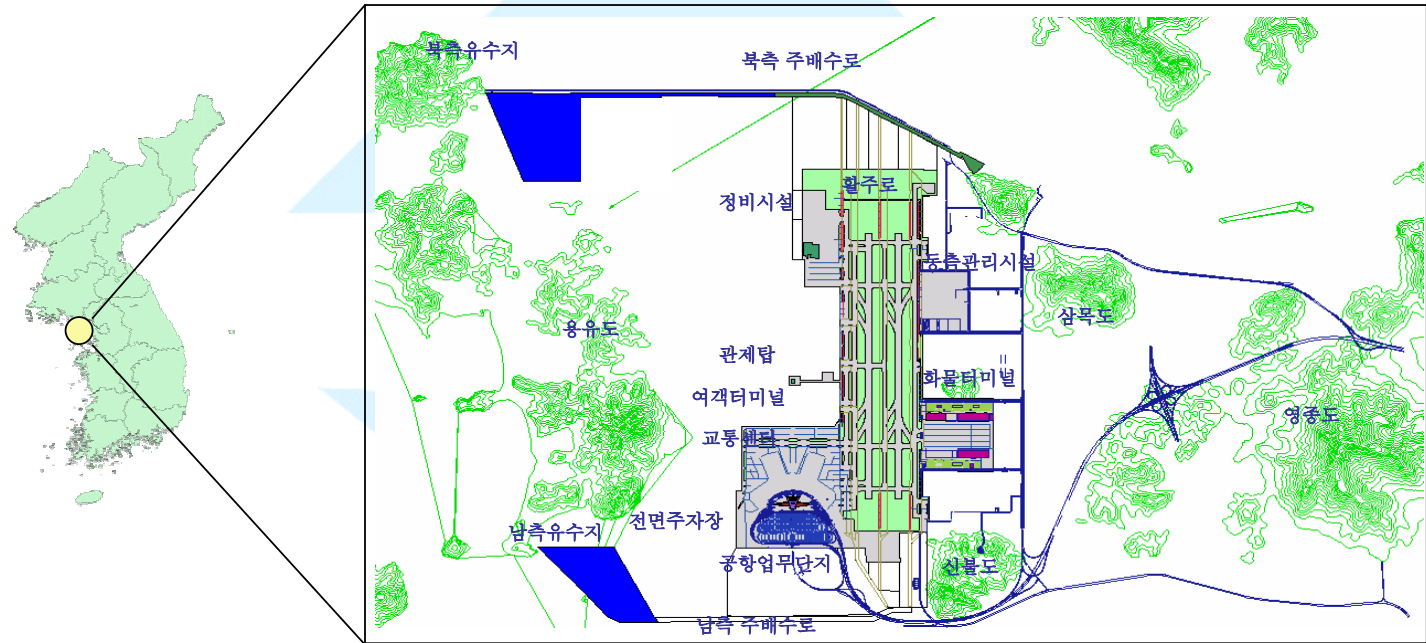 북측유수지
북측 주배수로
활주로
정비시설
동측관리시설
삼목도
용유도
관제탑
화물터미널
여객터미널
영종도
교통센터
전면주차장
남측유수지
공항업무단지
신불도
남측 주배수로